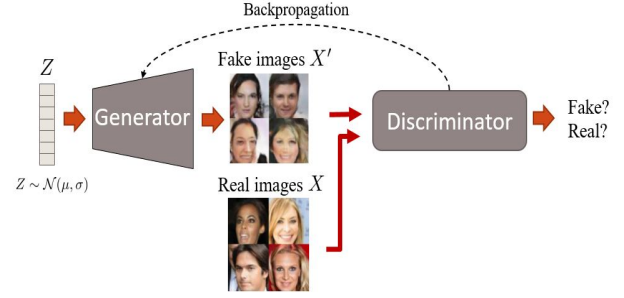 Backpropagation
Z
Fake images X′
Generator
Discriminator
Fake?
Real?
Z ∼ 𝒩(μ, σ)
Real images X